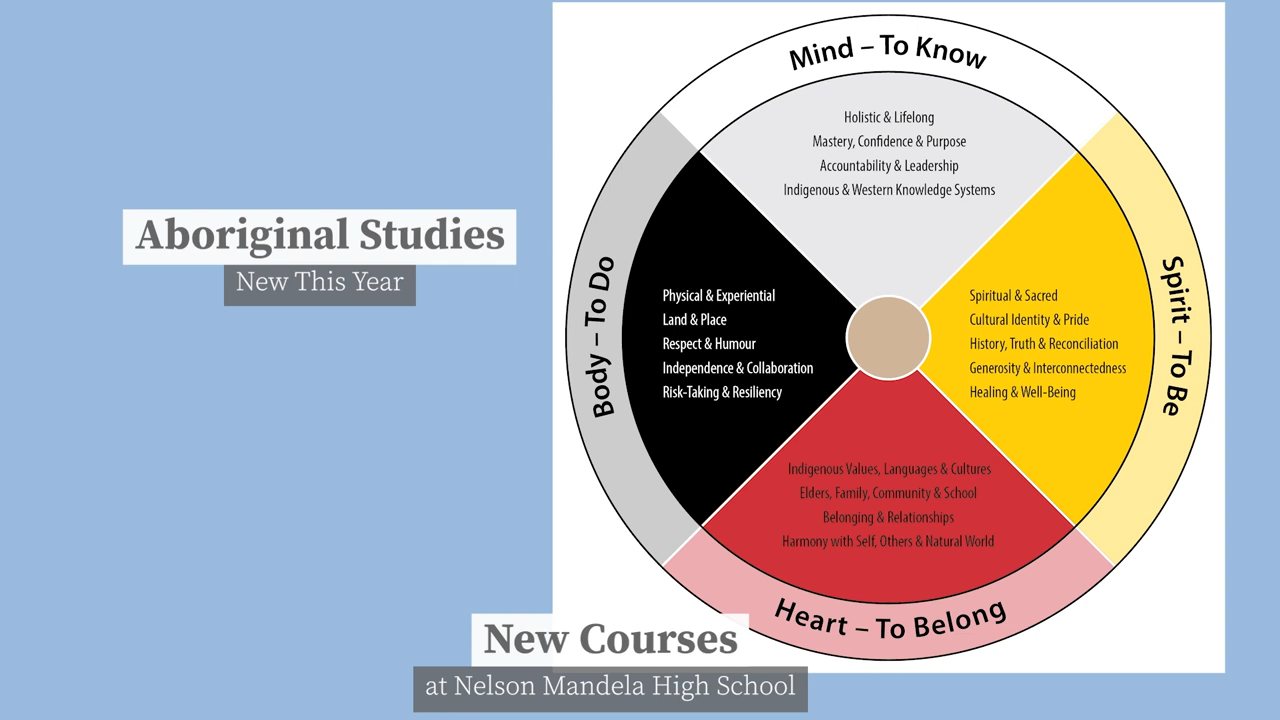 Aboriginal Studies
New This Year
Mind – To Know
Holistic & Lifelong
Mastery, Confidence & Purpose
Accountability & Leadership
Indigenous & Western Knowledge Systems
Body – To Do
Physical & Experiential
Land & Place
Respect & Humour
Independence & Collaboration
Risk-Taking & Resiliency
Spiritual & Sacred
Cultural Identity & Pride
History, Truth & Reconciliation
Generosity & Interconnectedness
Healing & Well-Being
Spirit – To Be
Indigenous Values, Languages & Cultures
Elders, Family, Community & School
Belonging & Relationships
Harmony with Self, Others & Natural World
Heart – To Belong
New Courses
at Nelson Mandela High School